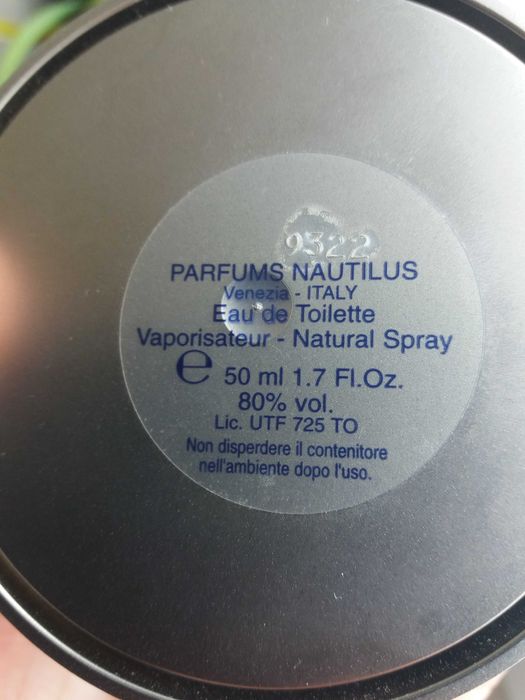 9322
PARFUMS NAUTILUS
Venezia - ITALY
Eau de Toilette
Vaporisateur - Natural Spray
℮ 50 ml 1.7 Fl.Oz.
80% vol.
Lic. UTF 725 TO
Non disperdere il contenitore
nell'ambiente dopo l'uso.